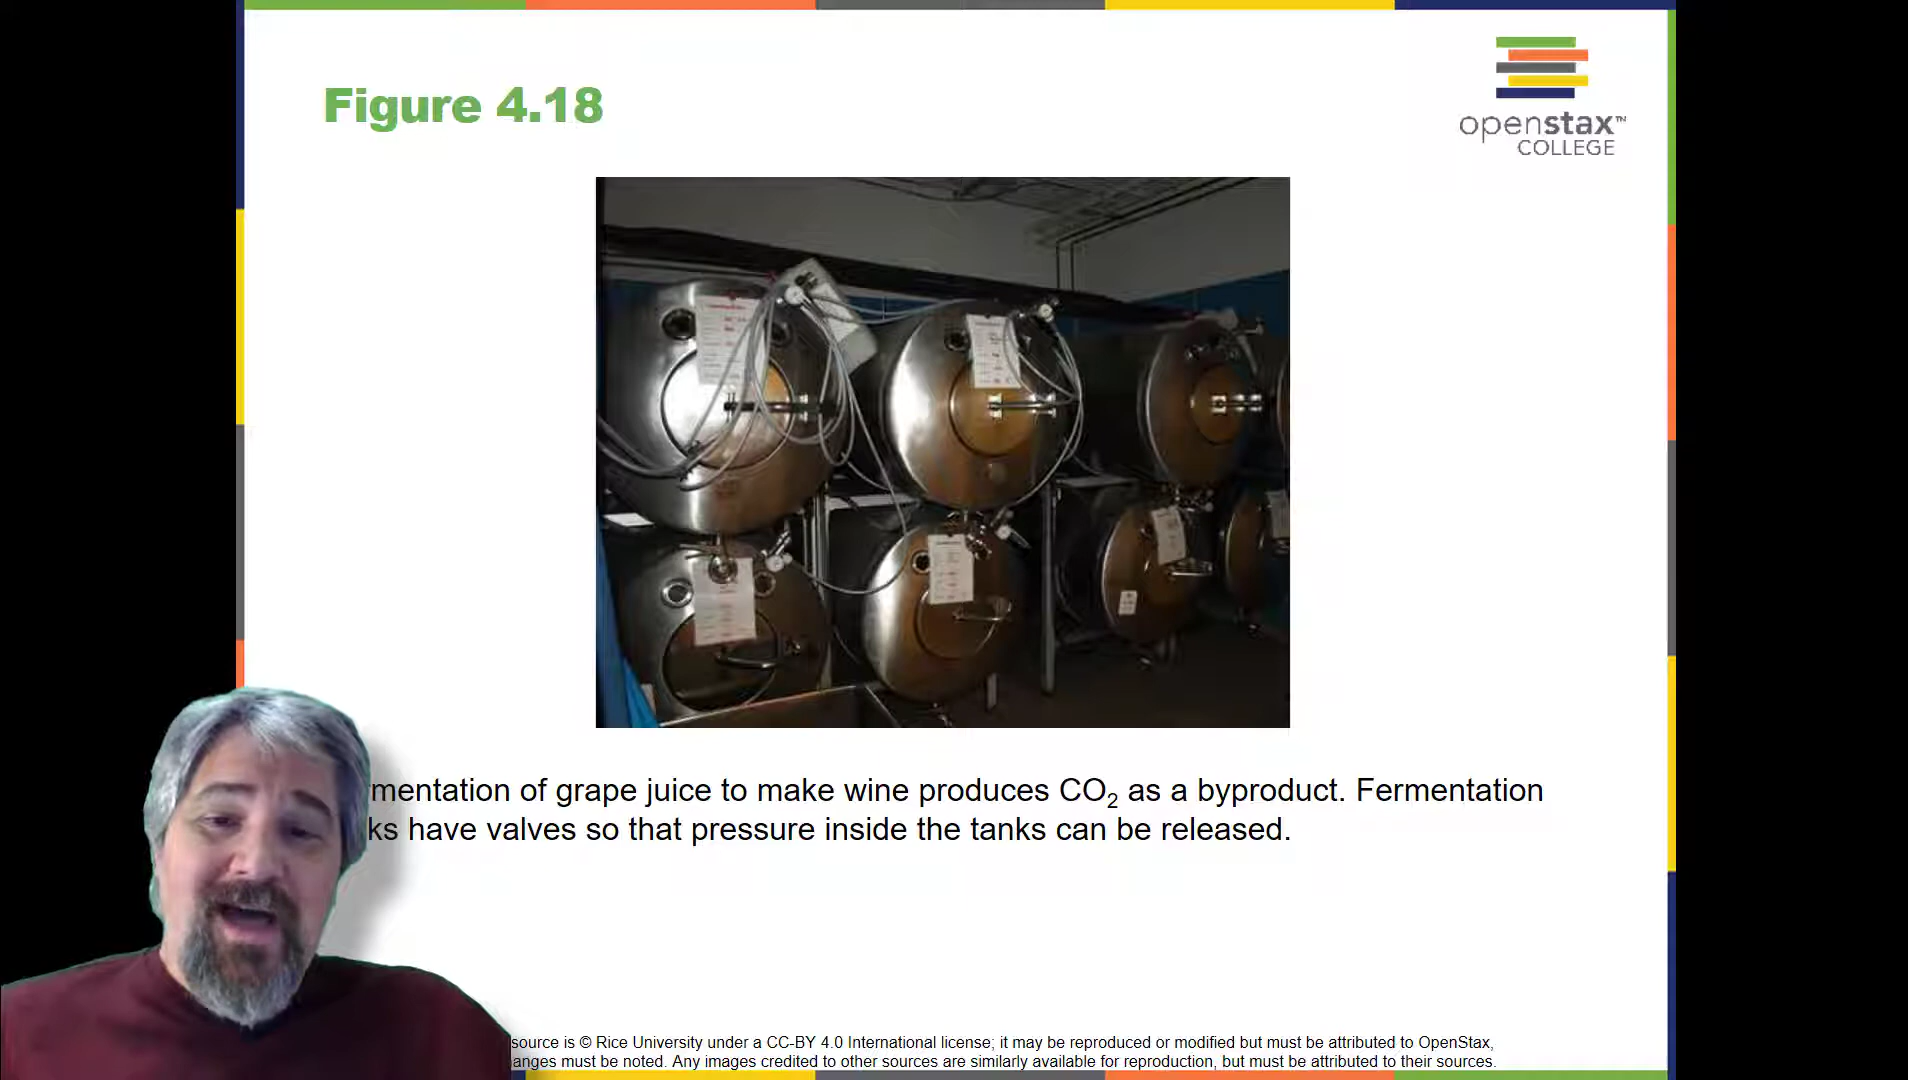 Figure 4.18
openstax™
COLLEGE
mentation of grape juice to make wine produces CO₂ as a byproduct. Fermentation
ks have valves so that pressure inside the tanks can be released.
source is © Rice University under a CC-BY 4.0 International license; it may be reproduced or modified but must be attributed to OpenStax,
anges must be noted. Any images credited to other sources are similarly available for reproduction, but must be attributed to their sources.